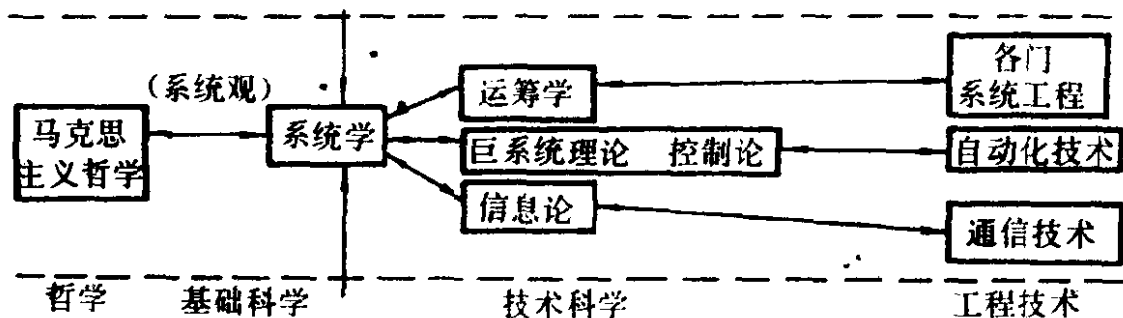 (系统观)
马克思
主义哲学
系统学
运筹学
巨系统理论 控制论
信息论
各门
系统工程
自动化技术
通信技术
哲学 基础科学 技术科学 工程技术